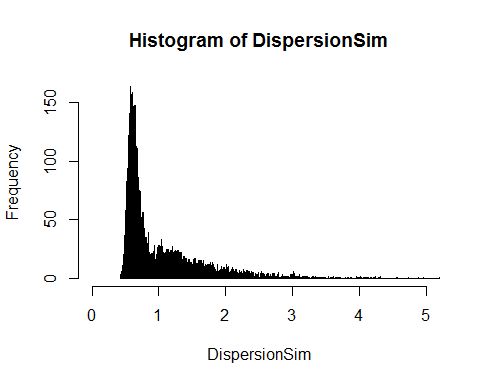 Histogram of DispersionSim
Frequency
150
100
50
0
0 1 2 3 4 5
DispersionSim